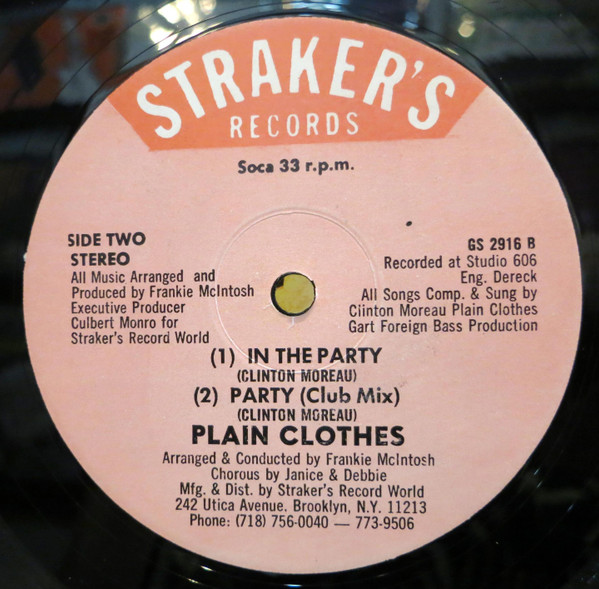 STRAKER'S
RECORDS
Soca 33 r.p.m.
SIDE TWO
STEREO
All Music Arranged and
Produced by Frankie McIntosh
Executive Producer
Culbert Monro for
Straker's Record World
GS 2916 B
Recorded at Studio 606
Eng. Dereck
All Songs Comp. & Sung by
Clinton Moreau Plain Clothes
Gart Foreign Bass Production
(1) IN THE PARTY
(CLINTON MOREAU)
(2) PARTY (Club Mix)
(CLINTON MOREAU)
PLAIN CLOTHES
Arranged & Conducted by Frankie McIntosh
Chorous by Janice & Debbie
Mfg. & Dist. by Straker's Record World
242 Utica Avenue. Brooklyn, N.Y. 11213
Phone: (718) 756-0040 — 773-9506